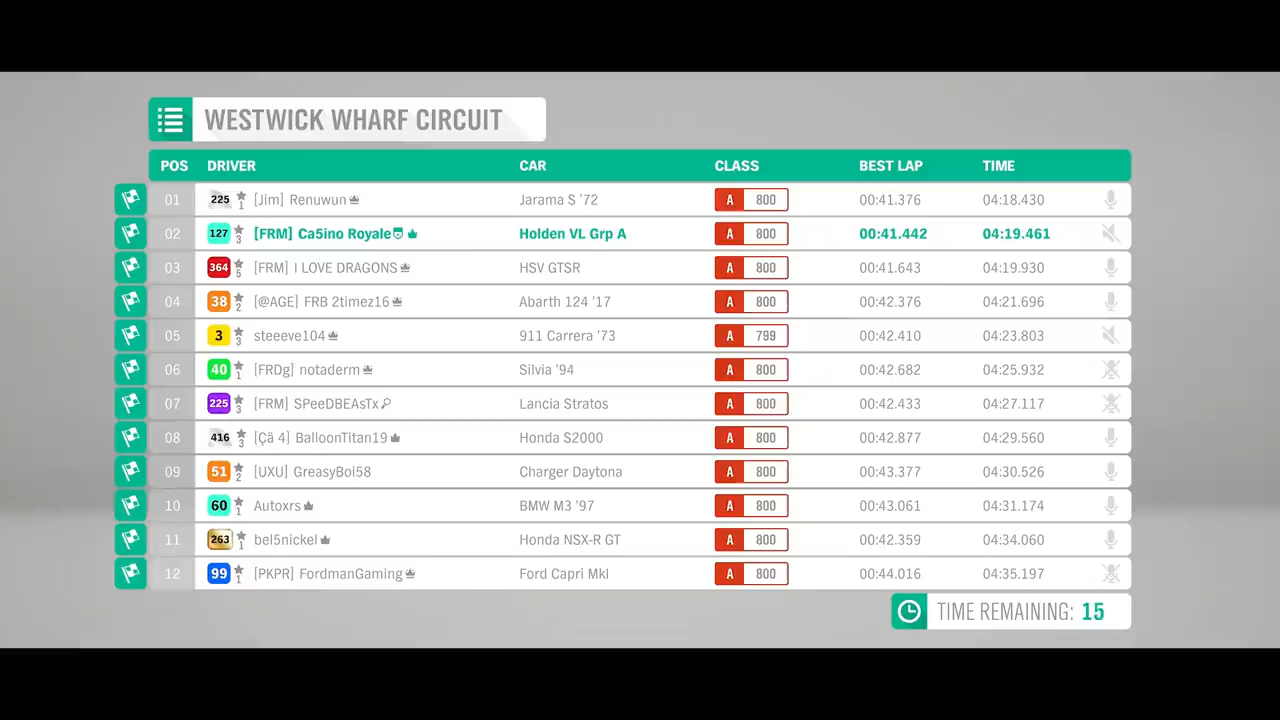 WESTWICK WHARF CIRCUIT
POS DRIVER CAR CLASS BEST LAP TIME
01 225 1 [Jim] Renuwun Jarama S '72 A 800 00:41.376 04:18.430
02 127 3 [FRM] Ca5ino Royale Holden VL Grp A A 800 00:41.442 04:19.461
03 364 5 [FRM] I LOVE DRAGONS HSV GTSR A 800 00:41.643 04:19.930
04 38 2 [@AGE] FRB 2timez16 Abarth 124 '17 A 800 00:42.376 04:21.696
05 3 3 steeeve104 911 Carrera '73 A 799 00:42.410 04:23.803
06 40 1 [FRDg] notaderm Silvia '94 A 800 00:42.682 04:25.932
07 225 3 [FRM] SPeeDBEAsTx Lancia Stratos A 800 00:42.433 04:27.117
08 416 3 [Çä 4] BalloonTitan19 Honda S2000 A 800 00:42.877 04:29.560
09 51 2 [UXU] GreasyBoi58 Charger Daytona A 800 00:43.377 04:30.526
10 60 1 Autoxrs BMW M3 '97 A 800 00:43.061 04:31.174
11 263 1 bel5nickel Honda NSX-R GT A 800 00:42.359 04:34.060
12 99 1 [PKPR] FordmanGaming Ford Capri MkI A 800 00:44.016 04:35.197
TIME REMAINING: 15